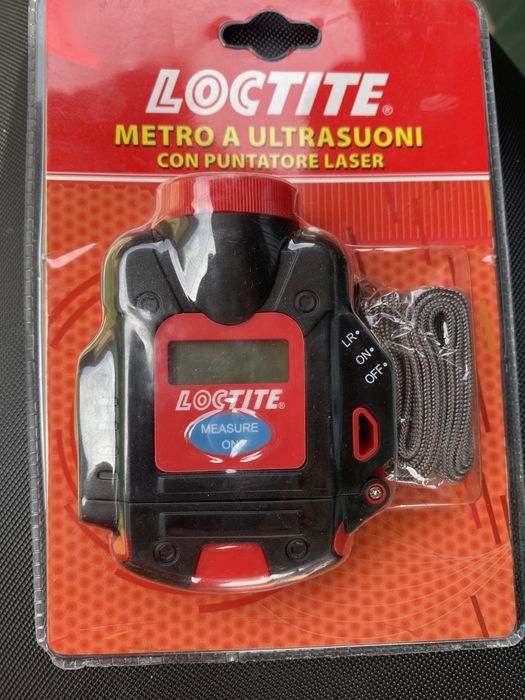 LOCTITE®
METRO A ULTRASUONI
CON PUNTATORE LASER
LR•
ON•
OFF•
LOCTITE®
MEASURE
ON